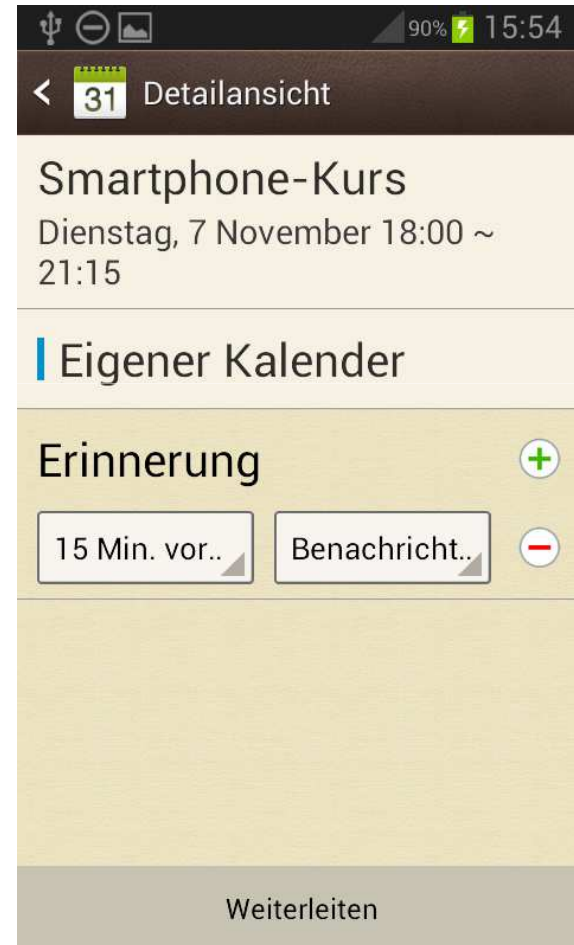 90% 15:54
31 Detailansicht
Smartphone-Kurs
Dienstag, 7 November 18:00 ~
21:15
Eigener Kalender
Erinnerung
15 Min. vor.. Benachricht..
Weiterleiten